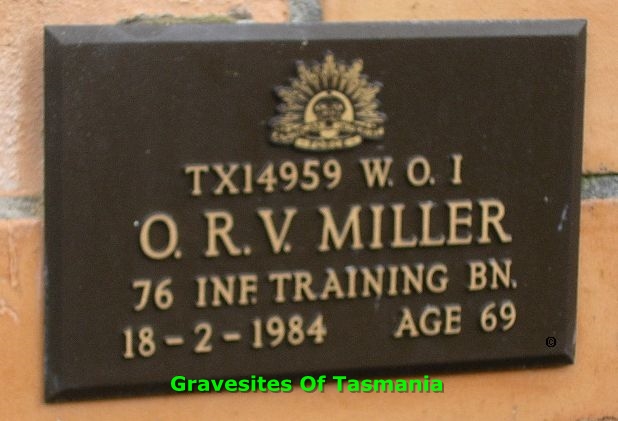 TX14959 W.O. I
O. R. V. MILLER
76 INF. TRAINING BN.
18-2-1984 AGE 69
©
Gravesites Of Tasmania